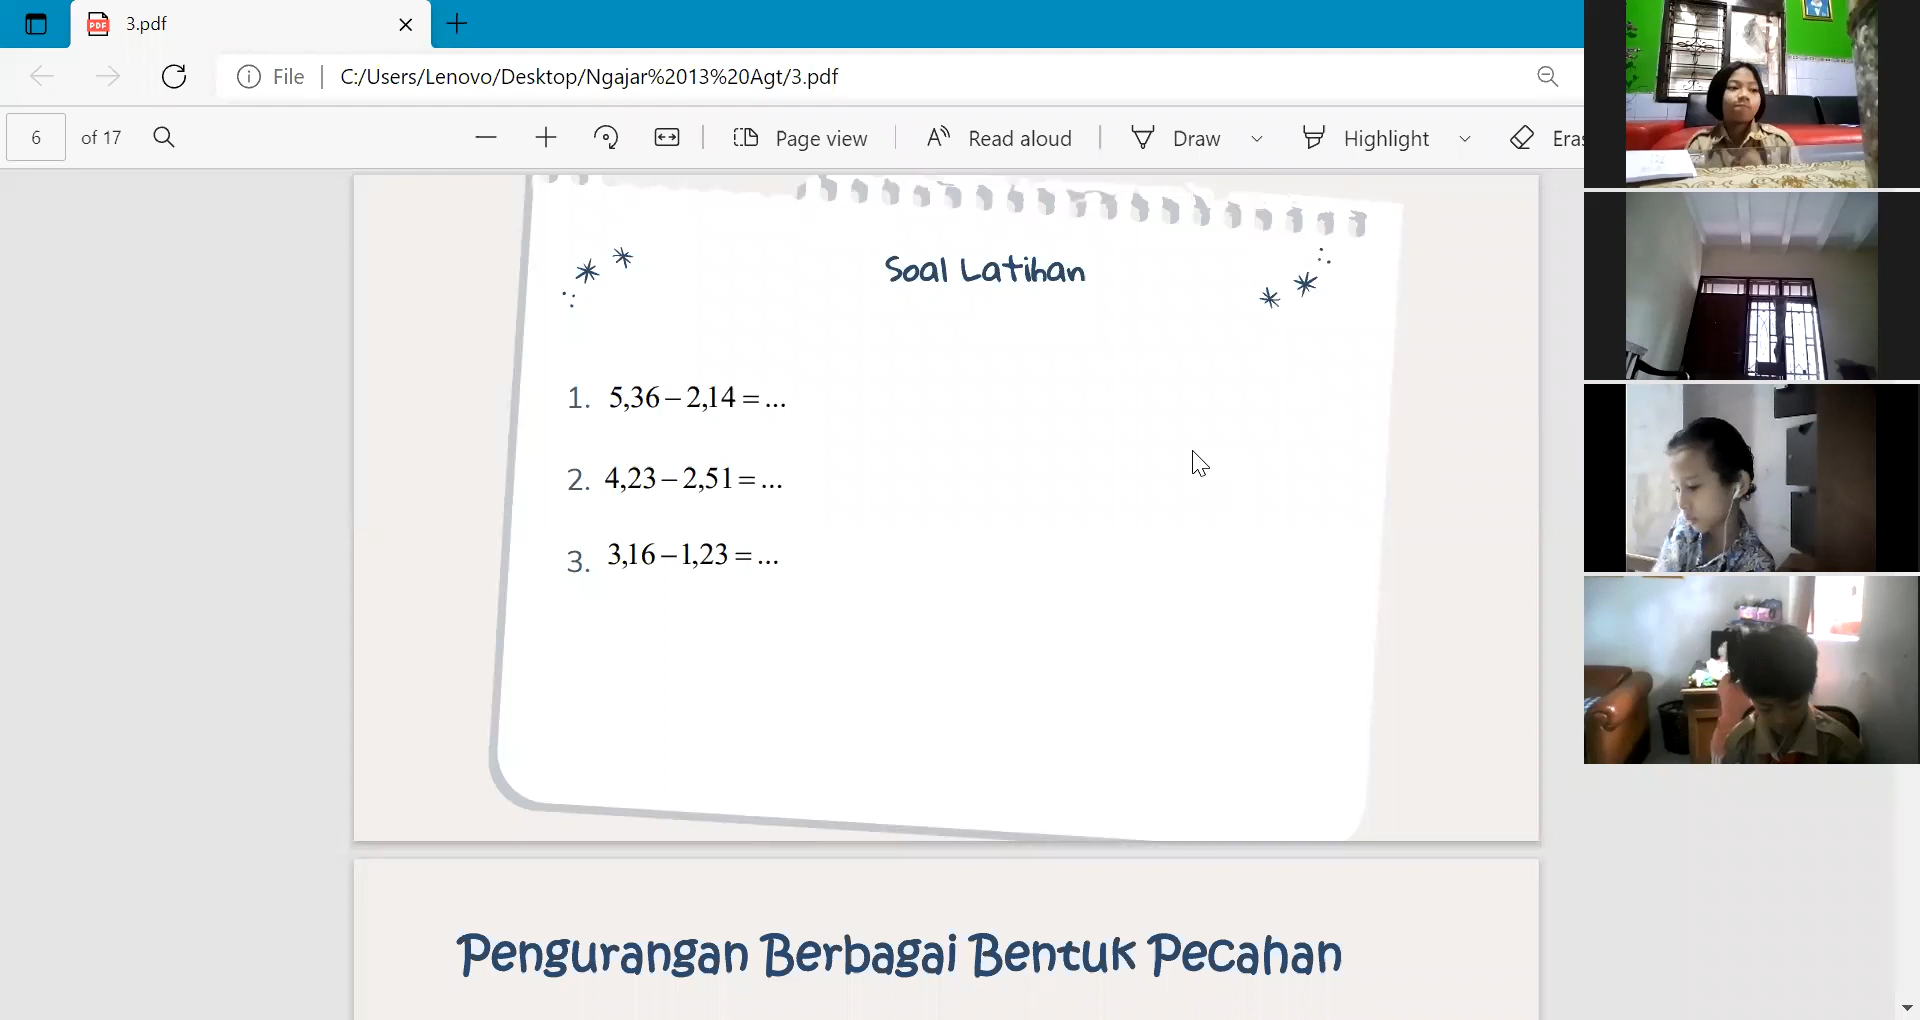 3.pdf
File
C:/Users/Lenovo/Desktop/Ngajar%2013%20Agt/3.pdf
6 of 17
Page view
Read aloud
Draw
Highlight
Eras
Soal Latihan
1. 5,36 – 2,14 = ...
2. 4,23 – 2,51 = ...
3. 3,16 – 1,23 = ...
Pengurangan Berbagai Bentuk Pecahan